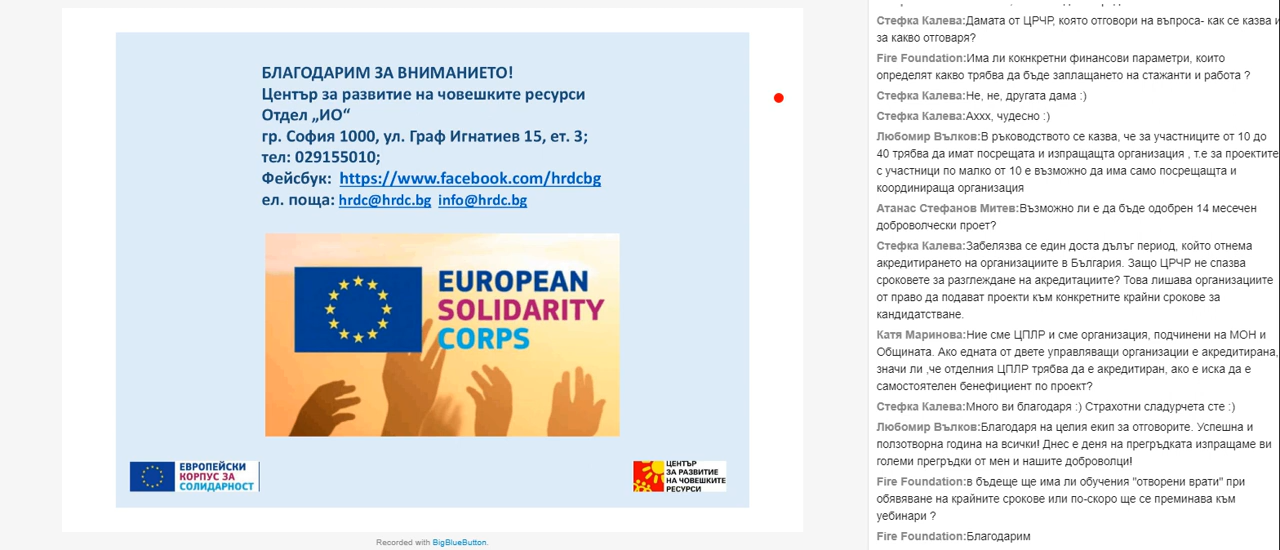 БЛАГОДАРИМ ЗА ВНИМАНИЕТО!
Център за развитие на човешките ресурси
Отдел „ИО“
гр. София 1000, ул. Граф Игнатиев 15, ет. 3;
тел: 029155010;
Фейсбук: https://www.facebook.com/hrdcbg
ел. поща: hrdc@hrdc.bg info@hrdc.bg
EUROPEAN
SOLIDARITY
CORPS
ЕВРОПЕЙСКИ
КОРПУС ЗА
СОЛИДАРНОСТ
ЦЕНТЪР
ЗА РАЗВИТИЕ
НА ЧОВЕШКИТЕ
РЕСУРСИ
Recorded with BigBlueButton.
Стефка Калева:Дамата от ЦРЧР, която отговори на въпроса- как се казва и
за какво отговаря?
Fire Foundation:Има ли кокнкретни финансови параметри, които
определят какво трябва да бъде заплащането на стажанти и работа ?
Стефка Калева:Не, не, другата дама :)
Стефка Калева:Аххх, чудесно :)
Любомир Вълков:В ръководството се казва, че за участниците от 10 до
40 трябва да имат посрещата и изпращащта организация , т.е за проектите
с участници по малко от 10 е възможно да има само посрещащта и
координираща организация
Атанас Стефанов Митев:Възможно ли е да бъде одобрен 14 месечен
доброволчески проет?
Стефка Калева:Забелязва се един доста дълъг период, който отнема
акредитирането на организациите в България. Защо ЦРЧР не спазва
сроковете за разглеждане на акредитациите? Това лишава организациите
от право да подават проекти към конкретните крайни срокове за
кандидатстване.
Катя Маринова:Ние сме ЦПЛР и сме организация, подчинени на МОН и
Общината. Ако едната от двете управляващи организации е акредитирана,
значи ли ,че отделния ЦПЛР трябва да е акредитиран, ако е иска да е
самостоятелен бенефициент по проект?
Стефка Калева:Много ви благодаря :) Страхотни сладурчета сте :)
Любомир Вълков:Благодаря на целия екип за отговорите. Успешна и
ползотворна година на всички! Днес е деня на прегръдката изпращаме ви
големи прегръдки от мен и нашите доброволци!
Fire Foundation:в бъдеще ще има ли обучения "отворени врати" при
обявяване на крайните срокове или по-скоро ще се преминава към
уебинари ?
Fire Foundation:Благодарим